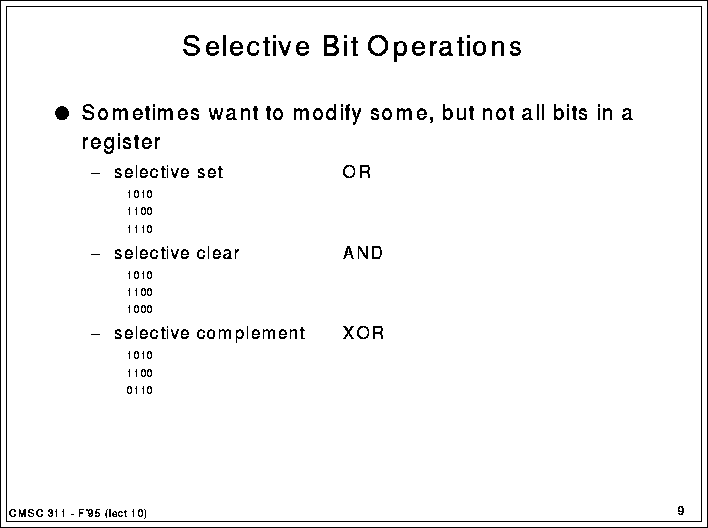 Selective Bit Operations
● Sometimes want to modify some, but not all bits in a
register
– selective set OR
1010
1100
1110
– selective clear AND
1010
1100
1000
– selective complement XOR
1010
1100
0110
CMSC 311 - F'95 (lect 10) 9